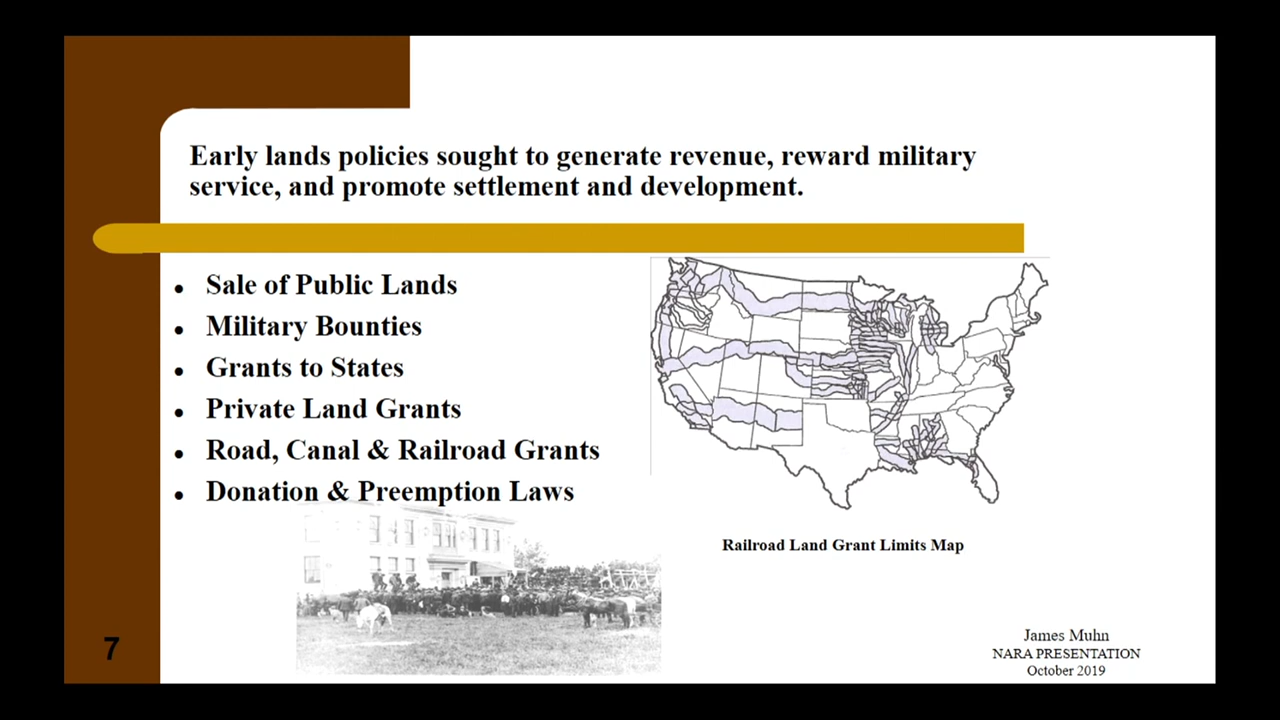 Early lands policies sought to generate revenue, reward military
service, and promote settlement and development.
• Sale of Public Lands
• Military Bounties
• Grants to States
• Private Land Grants
• Road, Canal & Railroad Grants
• Donation & Preemption Laws
Railroad Land Grant Limits Map
7
James Muhn
NARA PRESENTATION
October 2019